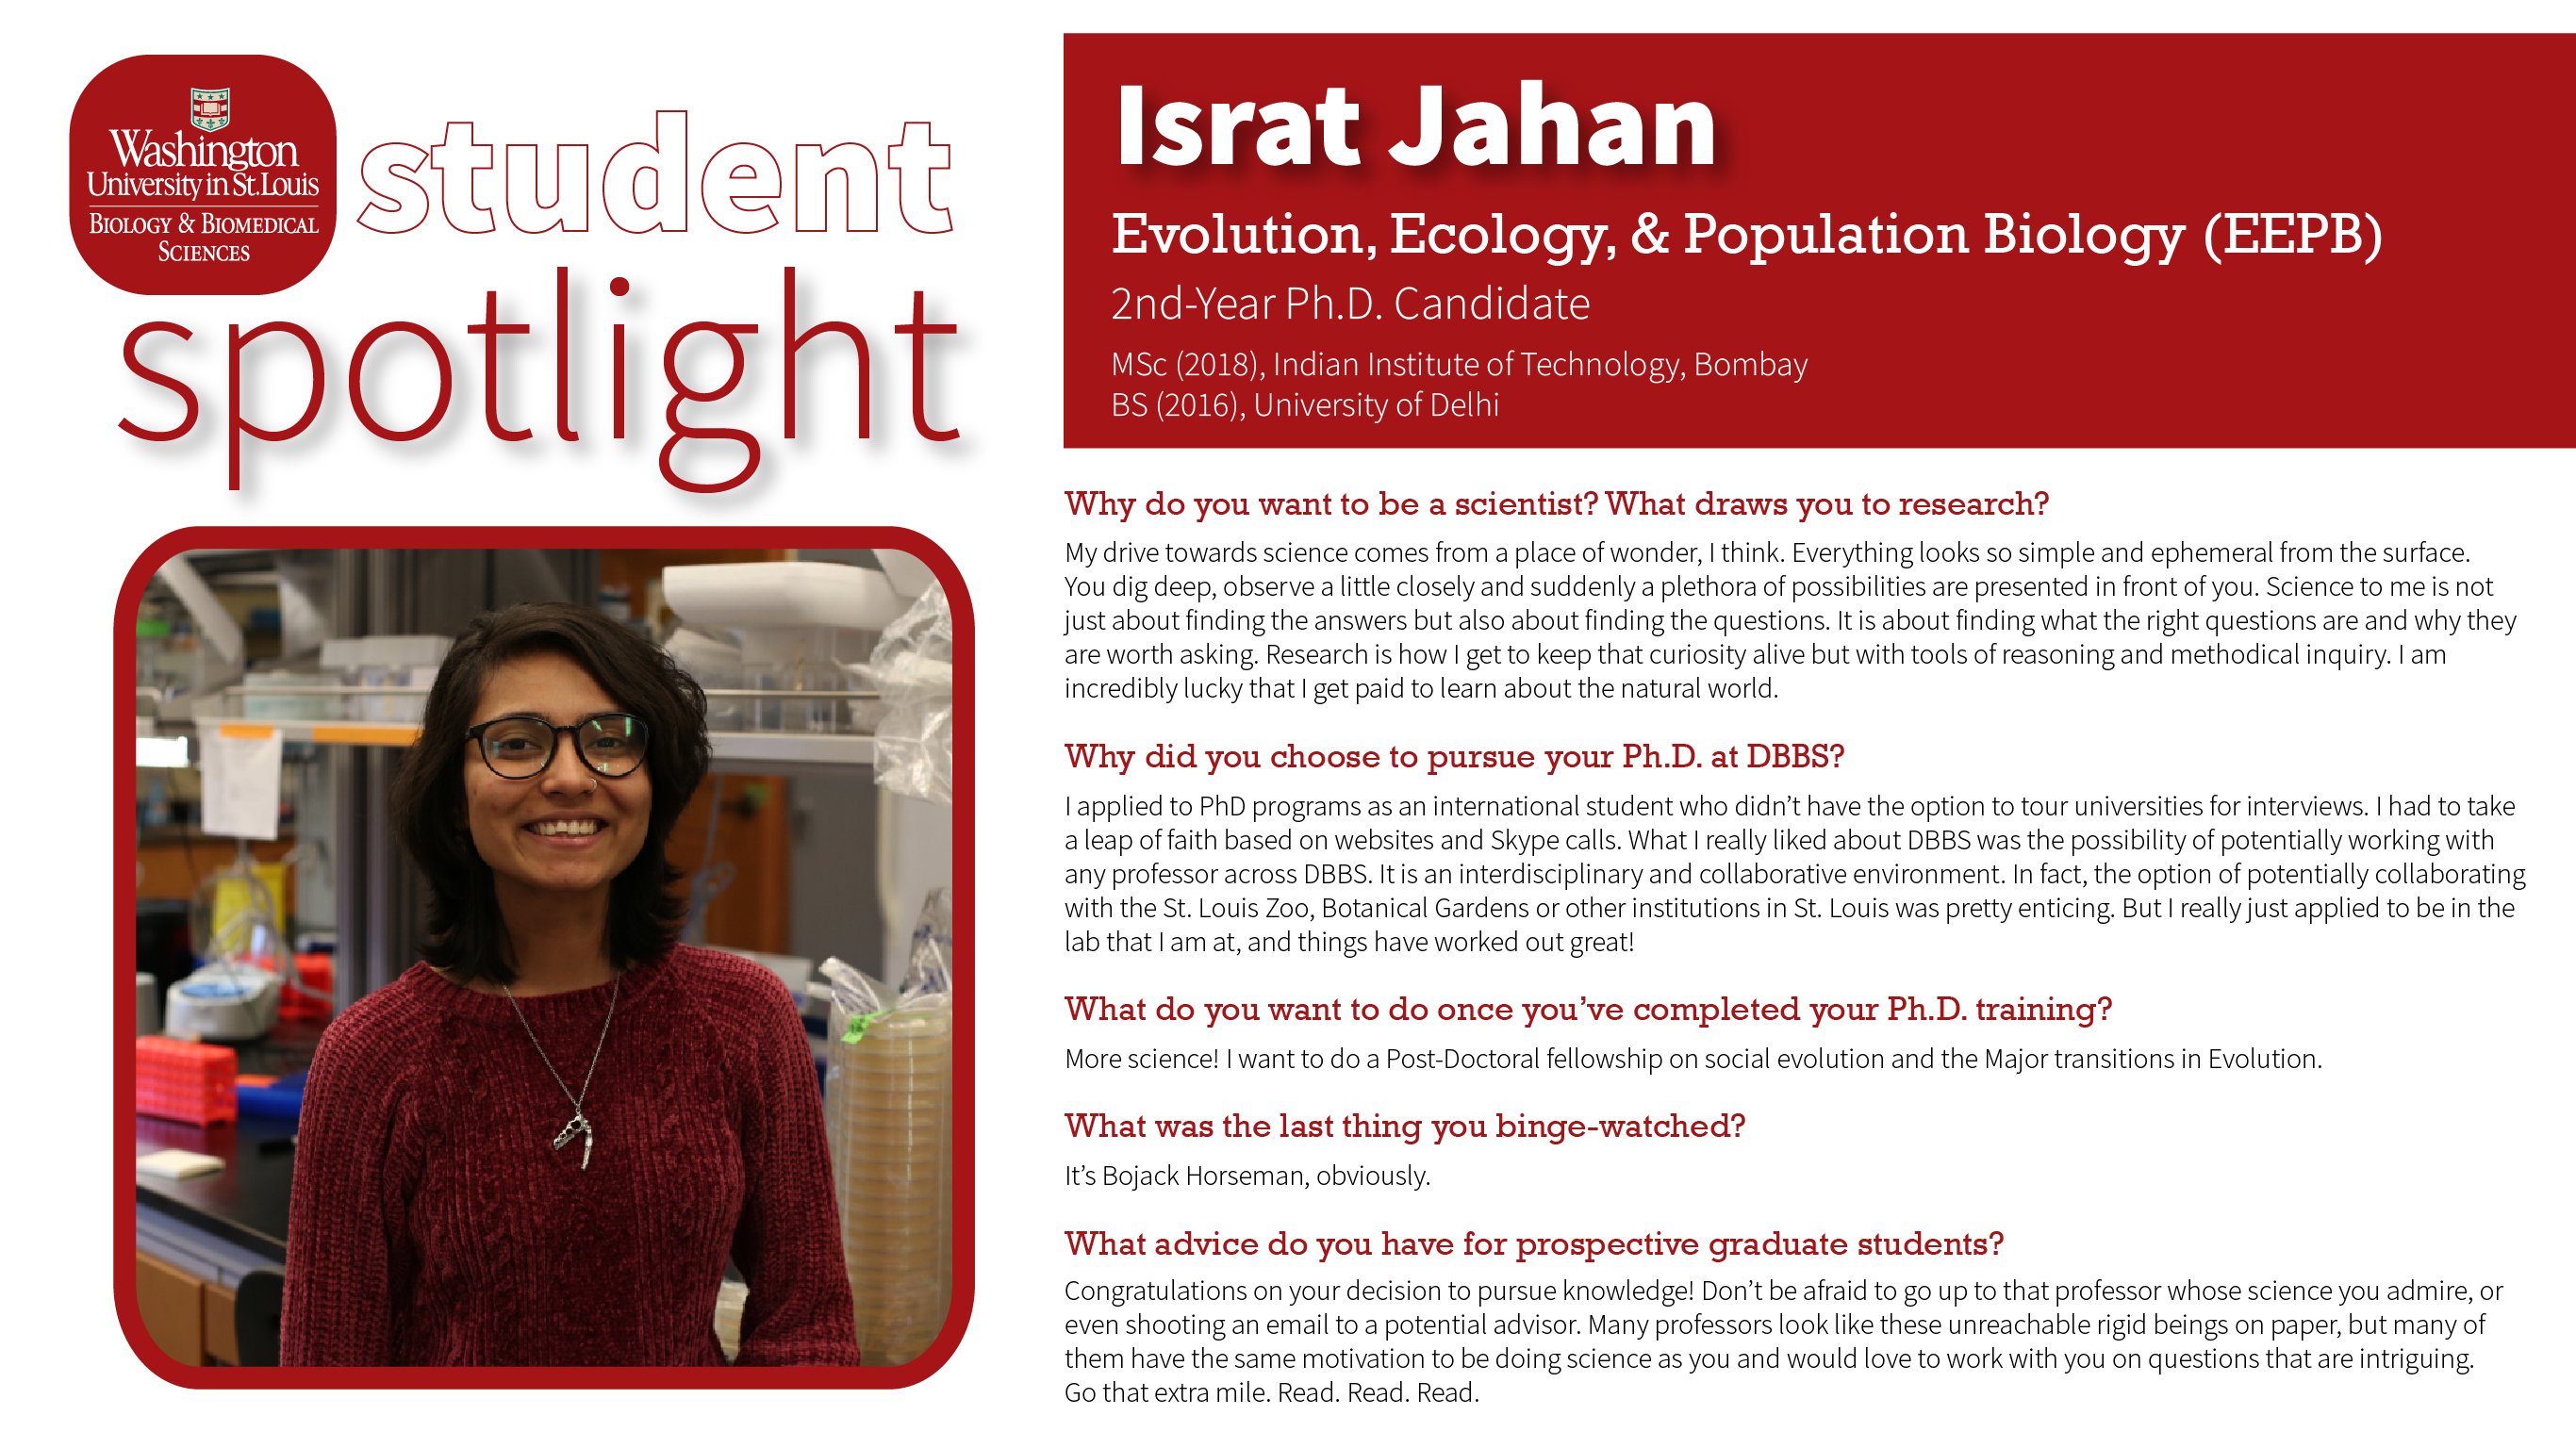 Washington
University in St.Louis
BIOLOGY & BIOMEDICAL
SCIENCES
student
spotlight
Israt Jahan
Evolution, Ecology, & Population Biology (EEPB)
2nd-Year Ph.D. Candidate
MSc (2018), Indian Institute of Technology, Bombay
BS (2016), University of Delhi
Why do you want to be a scientist? What draws you to research?
My drive towards science comes from a place of wonder, I think. Everything looks so simple and ephemeral from the surface.
You dig deep, observe a little closely and suddenly a plethora of possibilities are presented in front of you. Science to me is not
just about finding the answers but also about finding the questions. It is about finding what the right questions are and why they
are worth asking. Research is how I get to keep that curiosity alive but with tools of reasoning and methodical inquiry. I am
incredibly lucky that I get paid to learn about the natural world.
Why did you choose to pursue your Ph.D. at DBBS?
I applied to PhD programs as an international student who didn’t have the option to tour universities for interviews. I had to take
a leap of faith based on websites and Skype calls. What I really liked about DBBS was the possibility of potentially working with
any professor across DBBS. It is an interdisciplinary and collaborative environment. In fact, the option of potentially collaborating
with the St. Louis Zoo, Botanical Gardens or other institutions in St. Louis was pretty enticing. But I really just applied to be in the
lab that I am at, and things have worked out great!
What do you want to do once you’ve completed your Ph.D. training?
More science! I want to do a Post-Doctoral fellowship on social evolution and the Major transitions in Evolution.
What was the last thing you binge-watched?
It’s Bojack Horseman, obviously.
What advice do you have for prospective graduate students?
Congratulations on your decision to pursue knowledge! Don’t be afraid to go up to that professor whose science you admire, or
even shooting an email to a potential advisor. Many professors look like these unreachable rigid beings on paper, but many of
them have the same motivation to be doing science as you and would love to work with you on questions that are intriguing.
Go that extra mile. Read. Read. Read.